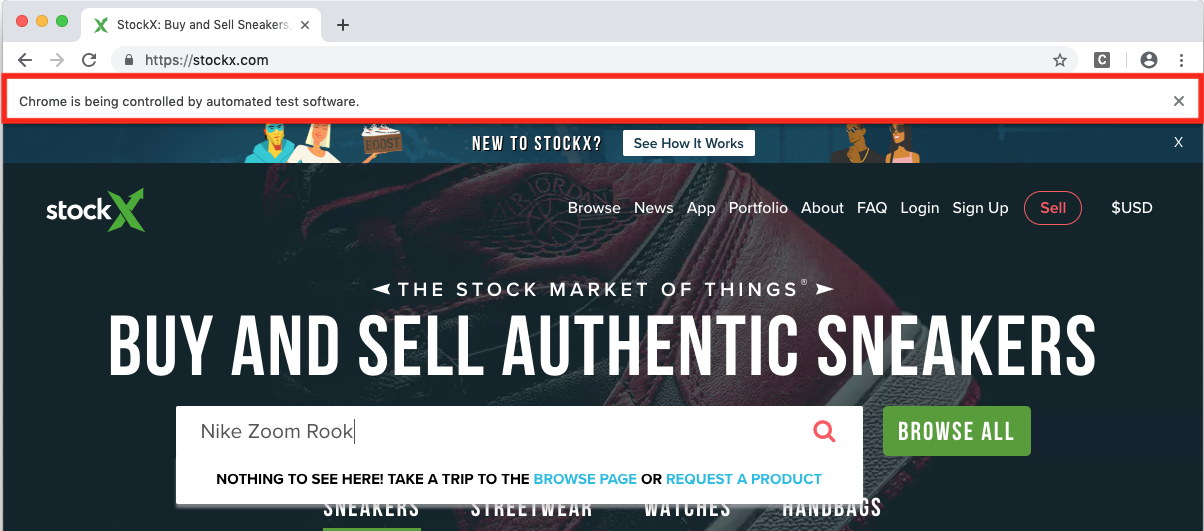 StockX: Buy and Sell Sneakers,
https://stockx.com
C
Chrome is being controlled by automated test software.
BOOST
NEW TO STOCKX?
See How It Works
X
stockX
Browse News App Portfolio About FAQ Login Sign Up Sell $USD
AIR JORDAN
THE STOCK MARKET OF THINGS®
BUY AND SELL AUTHENTIC SNEAKERS
Nike Zoom Rook
BROWSE ALL
NOTHING TO SEE HERE! TAKE A TRIP TO THE BROWSE PAGE OR REQUEST A PRODUCT
SNEAKERS STREETWEAR WATCHES HANDBAGS